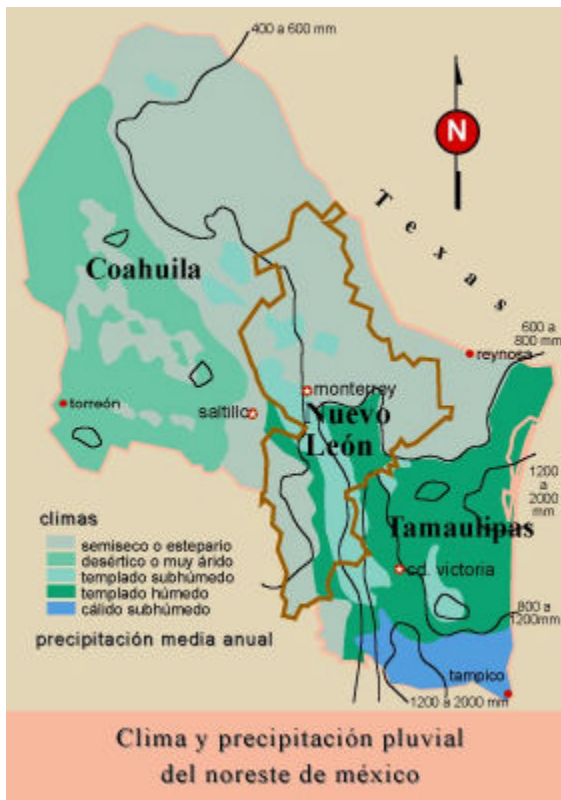 400 a 600 mm
N
Texas
Coahuila
600 a
800 mm
reynosa
monterrey
torreón
saltillo
Nuevo
León
1200
a
2000
mm
climas
Tamaulipas
semiseco o estepario
desértico o muy árido
templado subhúmedo
templado húmedo
cálido subhúmedo
cd. victoria
800 a
1200mm
precipitación media anual
tampico
1200 a 2000 mm
Clima y precipitación pluvial
del noreste de méxico